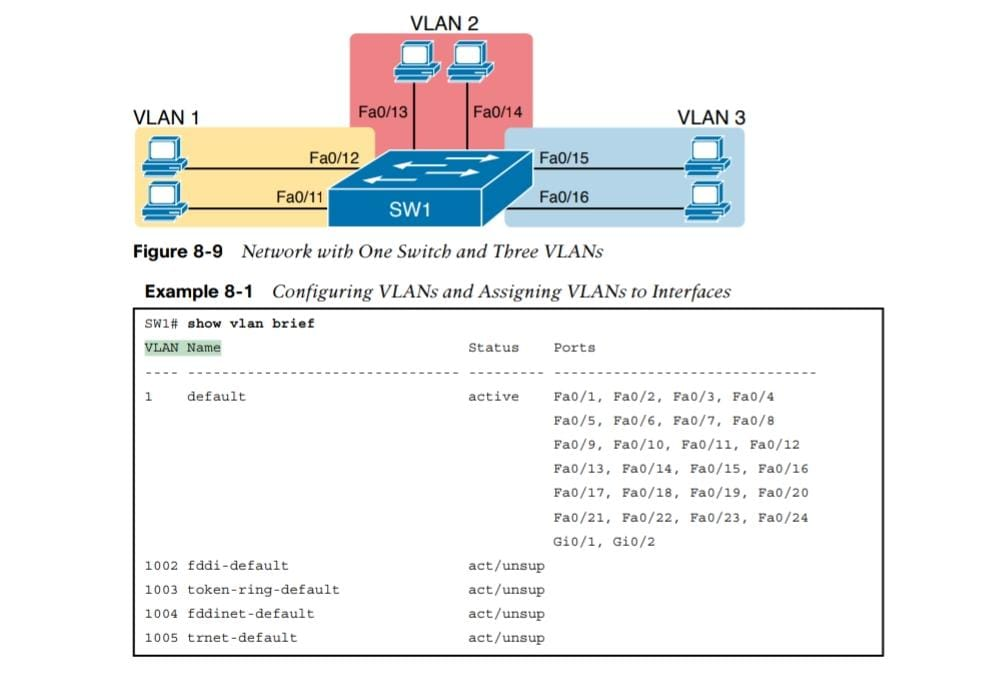 VLAN 2
Fa0/13
Fa0/14
VLAN 1
VLAN 3
Fa0/12
Fa0/15
Fa0/11
Fa0/16
SW1
Figure 8-9 Network with One Switch and Three VLANs
Example 8-1 Configuring VLANs and Assigning VLANs to Interfaces
SW1# show vlan brief
VLAN Name Status Ports
---- -------------------------------- --------- -------------------------------
1 default active Fa0/1, Fa0/2, Fa0/3, Fa0/4
Fa0/5, Fa0/6, Fa0/7, Fa0/8
Fa0/9, Fa0/10, Fa0/11, Fa0/12
Fa0/13, Fa0/14, Fa0/15, Fa0/16
Fa0/17, Fa0/18, Fa0/19, Fa0/20
Fa0/21, Fa0/22, Fa0/23, Fa0/24
Gi0/1, Gi0/2
1002 fddi-default act/unsup
1003 token-ring-default act/unsup
1004 fddinet-default act/unsup
1005 trnet-default act/unsup